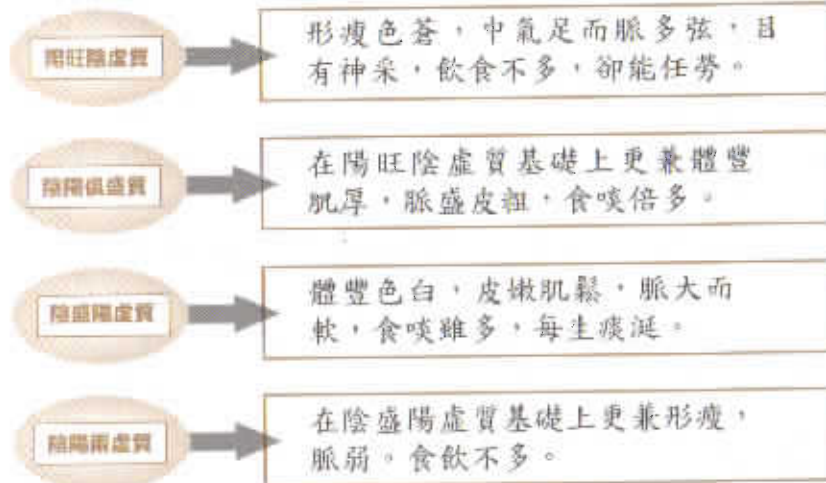 陽旺陰虛質
形瘦色蒼，中氣足而脈多弦，目
有神采，飲食不多，卻能任勞。
陰陽俱盛質
在陽旺陰虛質基礎上更兼體豐
肌厚，脈盛皮粗，食啖倍多。
陰盛陽虛質
體豐色白，皮嫩肌鬆，脈大而
軟，食啖雖多，每生痰涎。
陰陽兩虛質
在陰盛陽虛質基礎上更兼形瘦，
脈弱。食飲不多。